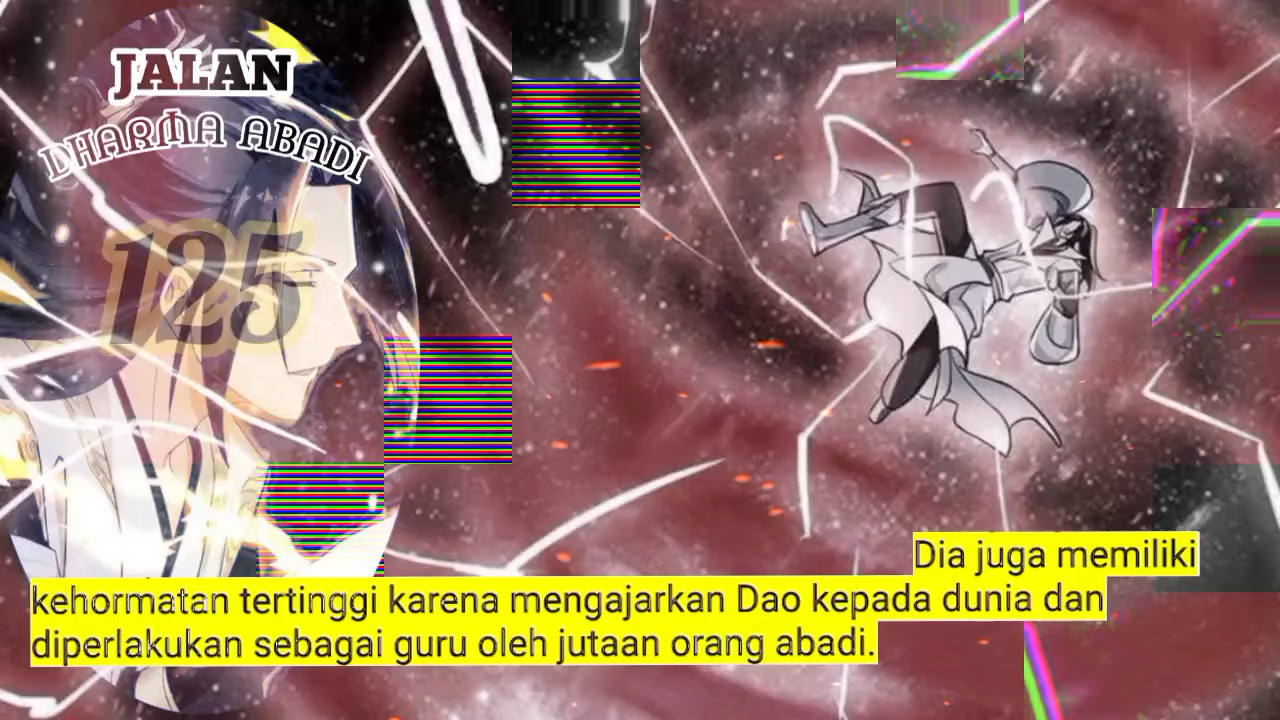 JALAN
DHARMA ABADI
125
Dia juga memiliki
kehormatan tertinggi karena mengajarkan Dao kepada dunia dan
diperlakukan sebagai guru oleh jutaan orang abadi.